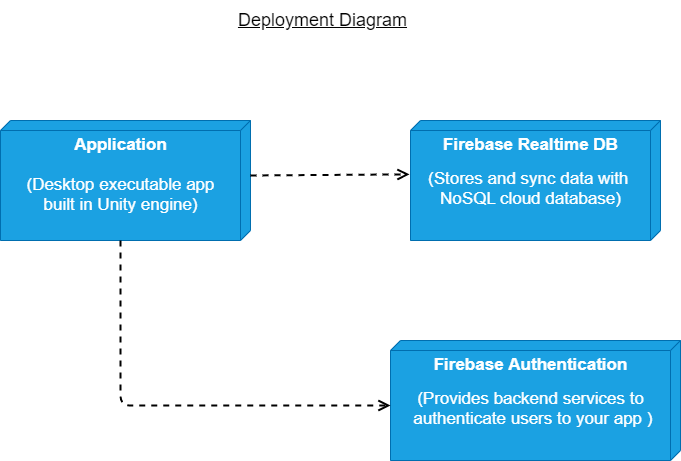 Deployment Diagram
Application
(Desktop executable app
built in Unity engine)
Firebase Realtime DB
(Stores and sync data with
NoSQL cloud database)
Firebase Authentication
(Provides backend services to
authenticate users to your app )